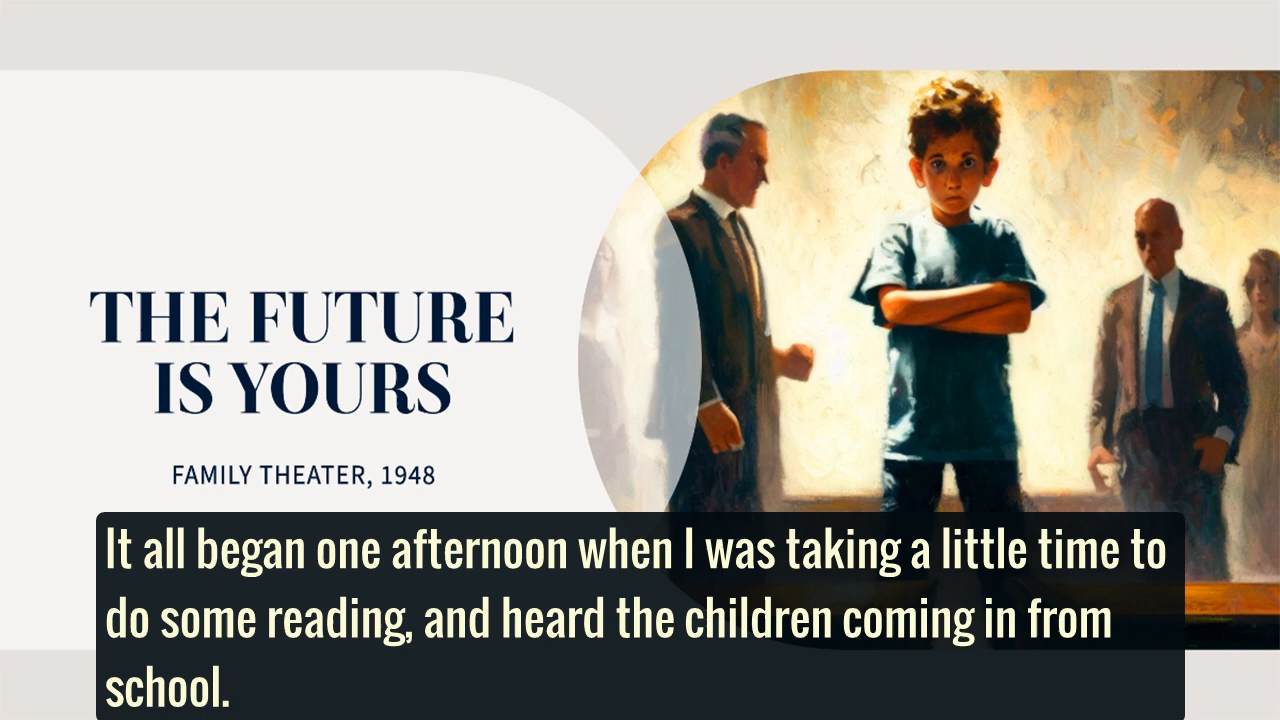 THE FUTURE
IS YOURS
FAMILY THEATER, 1948
It all began one afternoon when I was taking a little time to
do some reading, and heard the children coming in from
school.